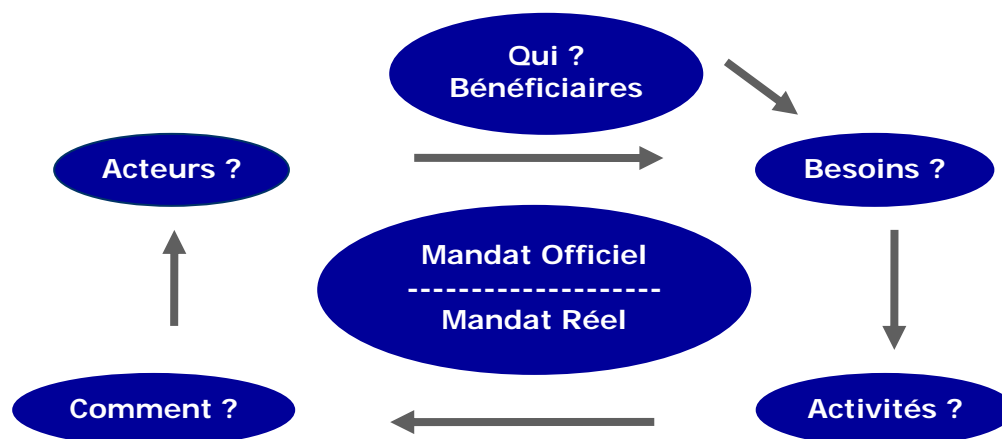 Qui ?
Bénéficiaires
Acteurs ?
Besoins ?
Mandat Officiel
--------------------
Mandat Réel
Comment ?
Activités ?